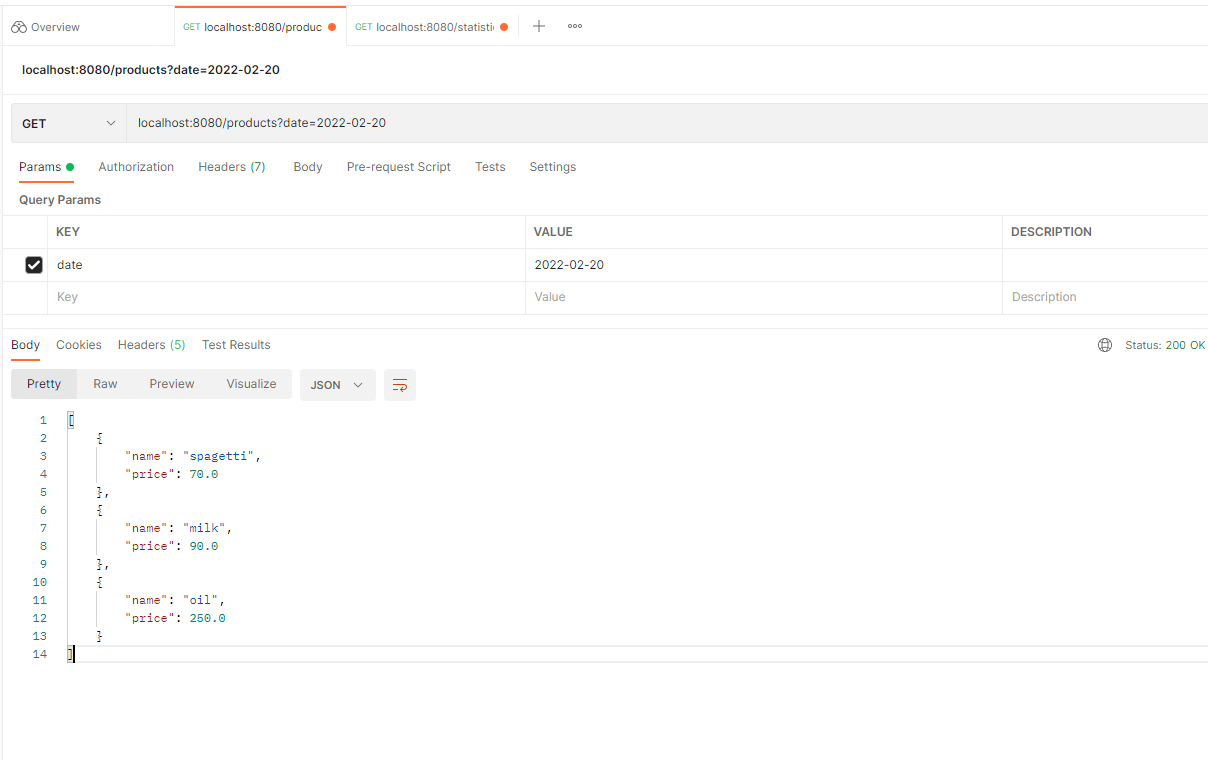 Overview GET localhost:8080/produc GET localhost:8080/statisti
localhost:8080/products?date=2022-02-20
GET localhost:8080/products?date=2022-02-20
Params Authorization Headers (7) Body Pre-request Script Tests Settings
Query Params
KEY VALUE DESCRIPTION
date 2022-02-20
Key Value Description
Body Cookies Headers (5) Test Results Status: 200 OK
Pretty Raw Preview Visualize JSON
1 [
2 {
3 "name": "spagetti",
4 "price": 70.0
5 },
6 {
7 "name": "milk",
8 "price": 90.0
9 },
10 {
11 "name": "oil",
12 "price": 250.0
13 }
14 ]